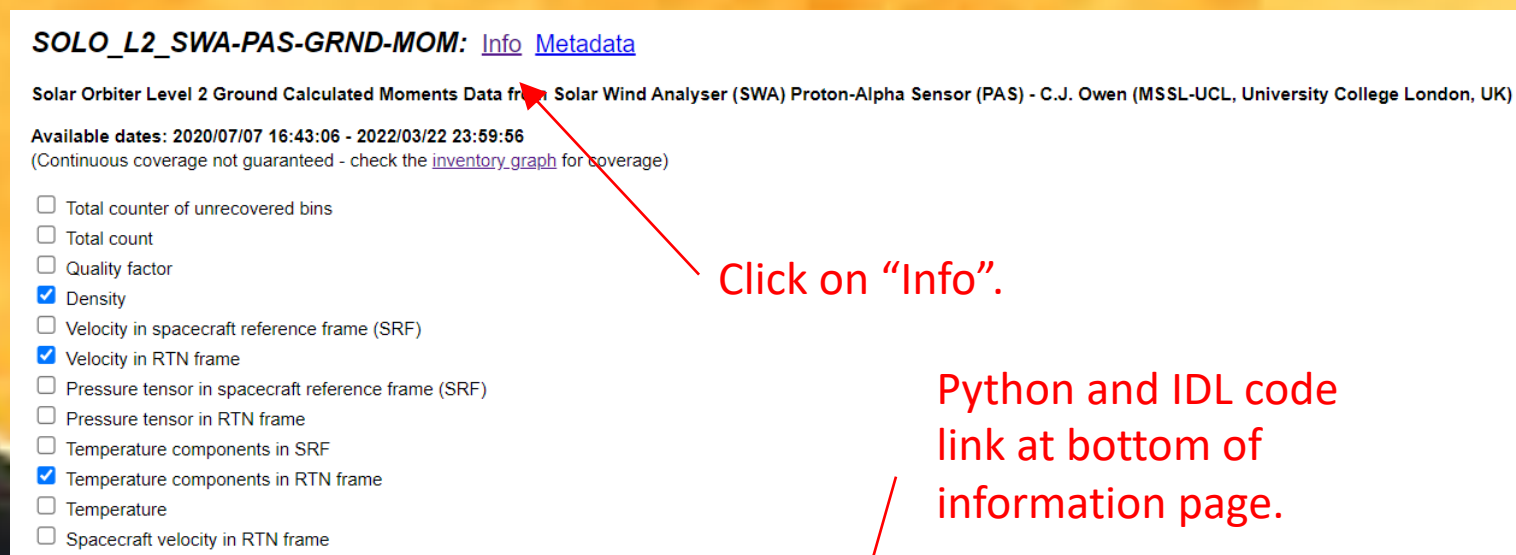 SOLO_L2_SWA-PAS-GRND-MOM: Info Metadata
Solar Orbiter Level 2 Ground Calculated Moments Data from Solar Wind Analyser (SWA) Proton-Alpha Sensor (PAS) - C.J. Owen (MSSL-UCL, University College London, UK)
Available dates: 2020/07/07 16:43:06 - 2022/03/22 23:59:56
(Continuous coverage not guaranteed - check the inventory graph for coverage)
Total counter of unrecovered bins
Total count
Quality factor
Density
Velocity in spacecraft reference frame (SRF)
Velocity in RTN frame
Pressure tensor in spacecraft reference frame (SRF)
Pressure tensor in RTN frame
Temperature components in SRF
Temperature components in RTN frame
Temperature
Spacecraft velocity in RTN frame
Click on “Info”.
Python and IDL code
link at bottom of
information page.